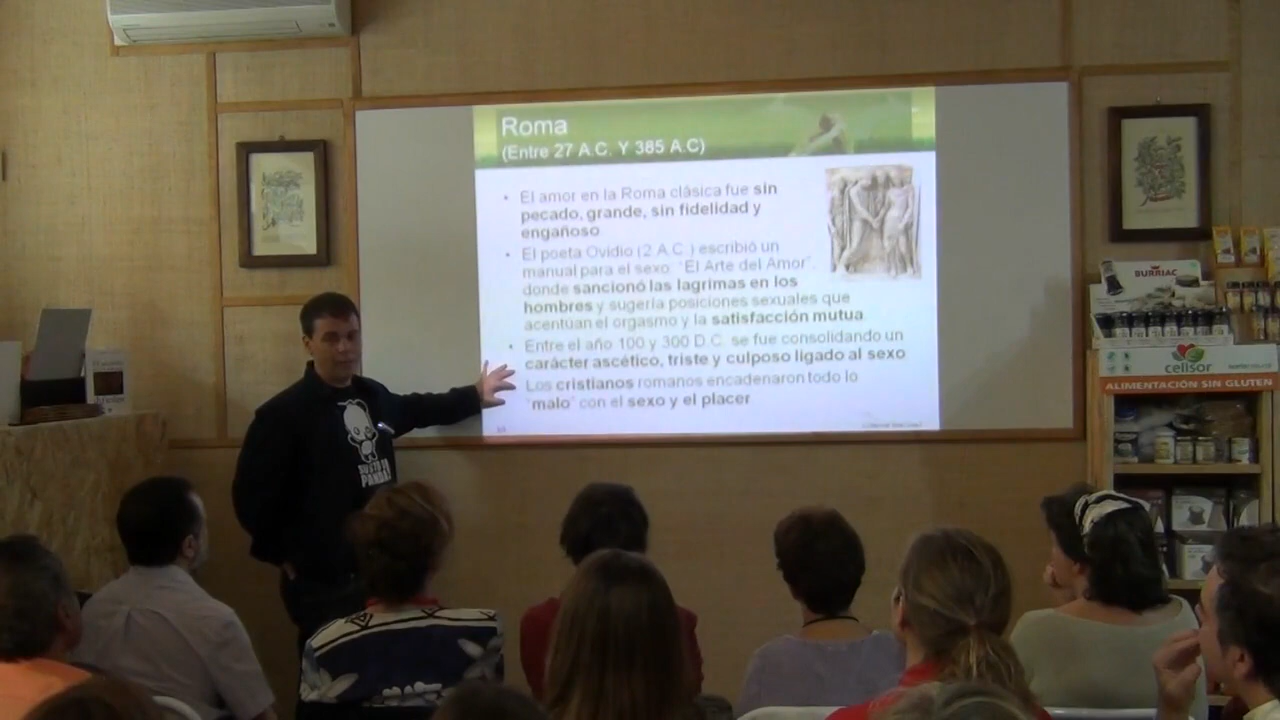 Roma
(Entre 27 A.C. Y 385 A.C)
• El amor en la Roma clásica fue sin
pecado, grande, sin fidelidad y
engañoso
• El poeta Ovidio (2 A.C.) escribió un
manual para el sexo: "El Arte del Amor",
donde sancionó las lagrimas en los
hombres y sugería posiciones sexuales que
acentúan el orgasmo y la satisfacción mutua
• Entre el año 100 y 300 D.C. se fue consolidando un
carácter ascético, triste y culposo ligado al sexo
Los cristianos romanos encadenaron todo lo
"malo" con el sexo y el placer
PANDA!
BURRIAC
celisor
ALIMENTACIÓN SIN GLUTEN